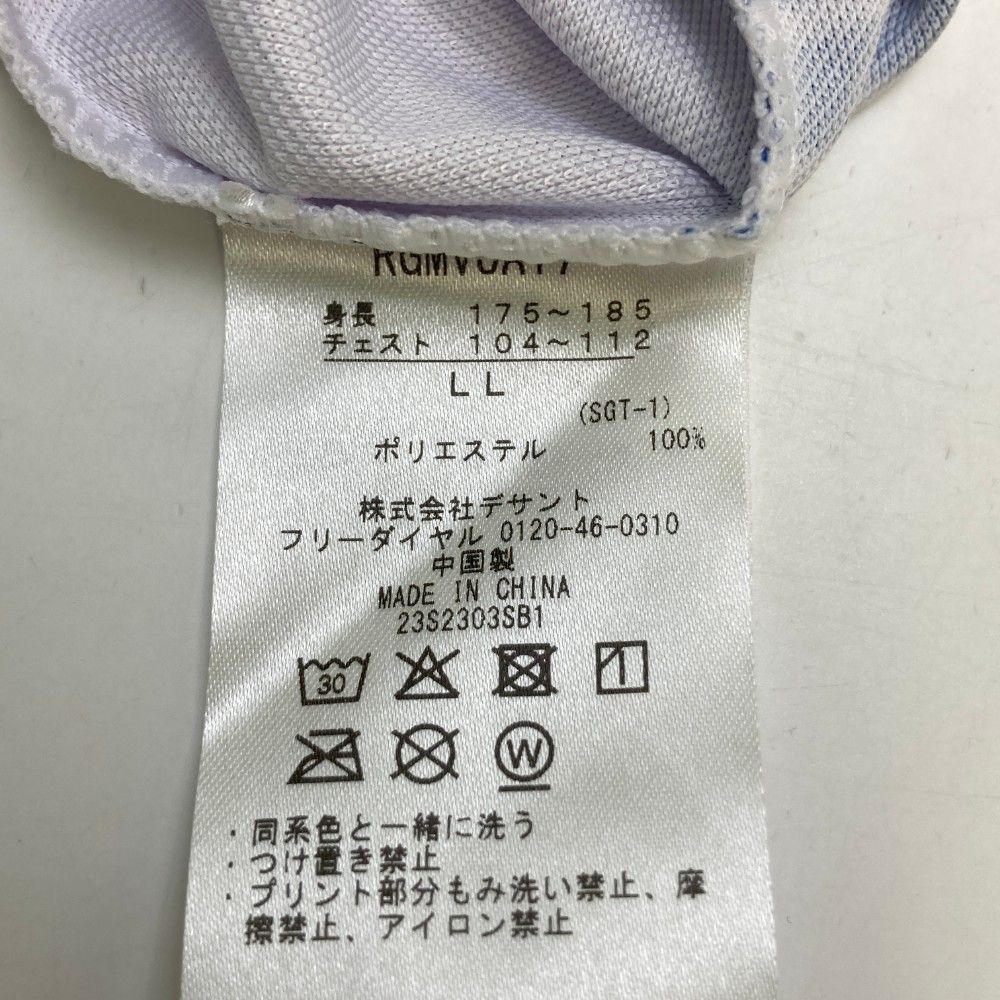 身長 175～185
チェスト 104～112
LL
(SGT-1)
ポリエステル 100%
株式会社デサント
フリーダイヤル 0120-46-0310
中国製
MADE IN CHINA
23S2303SB1
30
W
・同系色と一緒に洗う
・つけ置き禁止
・プリント部分もみ洗い禁止、摩
擦禁止、アイロン禁止